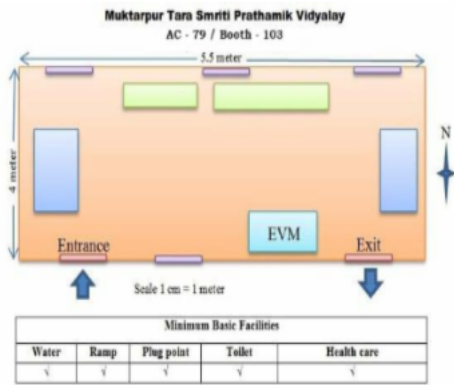 Muktarpur Tara Smriti Prathamik Vidyalay
AC - 79 / Booth - 103
5.5 meter
4 meter
N
EVM
Entrance
Exit
Scale 1 cm = 1 meter
Minimum Basic Facilities
Water Ramp Plug point Toilet Health care
√ √ √ √ √